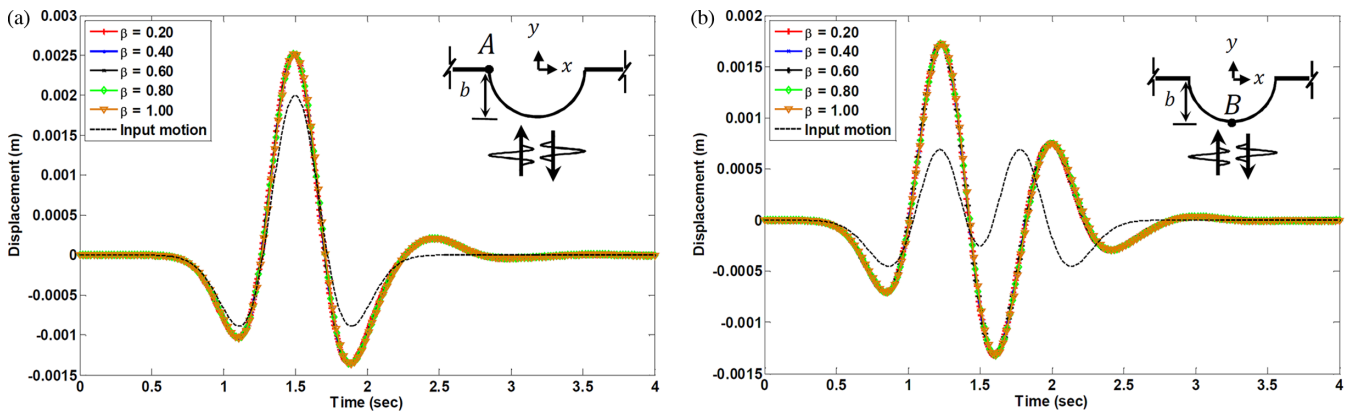 (a)
0.003
0.0025
0.002
0.0015
0.001
0.0005
0
-0.0005
-0.001
-0.0015
Displacement (m)
β = 0.20
β = 0.40
β = 0.60
β = 0.80
β = 1.00
Input motion
A
y
x
b
0 0.5 1 1.5 2 2.5 3 3.5 4
Time (sec)
(b)
0.002
0.0015
0.001
0.0005
0
-0.0005
-0.001
-0.0015
Displacement (m)
β = 0.20
β = 0.40
β = 0.60
β = 0.80
β = 1.00
Input motion
y
x
b
B
0 0.5 1 1.5 2 2.5 3 3.5 4
Time (sec)